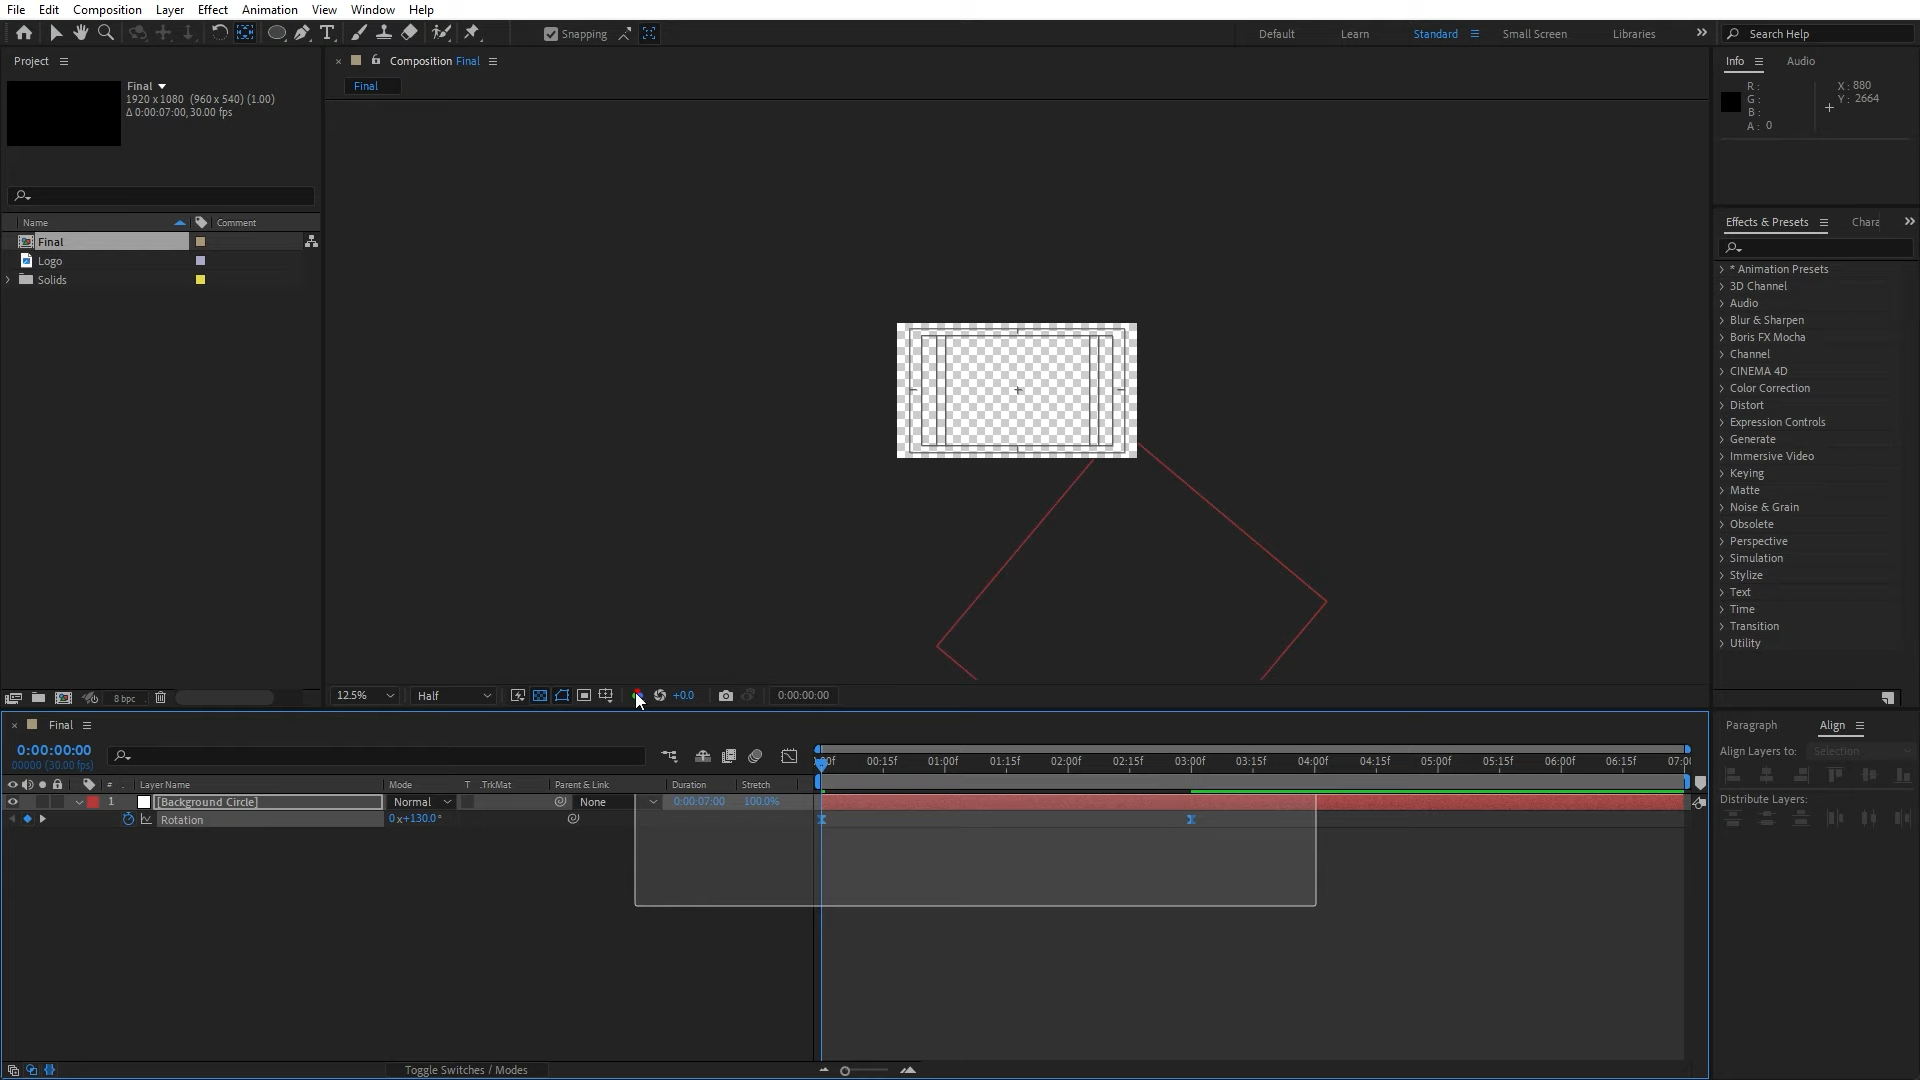 File Edit Composition Layer Effect Animation View Window Help
Snapping
Default Learn Standard Small Screen Libraries
Search Help
Project
Composition Final
Info Audio
Final
1920 x 1080 (960 x 540) (1.00)
Δ 0:00:07:00, 30.00 fps
Final
R :
G :
B :
A : 0
X : 880
Y : 2664
Name Comment
Final
Logo
Solids
Effects & Presets Chara
* Animation Presets
3D Channel
Audio
Blur & Sharpen
Boris FX Mocha
Channel
CINEMA 4D
Color Correction
Distort
Expression Controls
Generate
Immersive Video
Keying
Matte
Noise & Grain
Obsolete
Perspective
Simulation
Stylize
Text
Time
Transition
Utility
8 bpc
12.5% Half +0.0 0:00:00:00
Final
0:00:00:00
00000 (30.00 fps)
# Layer Name Mode T .TrkMat Parent & Link Duration Stretch
00:15f 01:00f 01:15f 02:00f 02:15f 03:00f 03:15f 04:00f 04:15f 05:00f 05:15f 06:00f 06:15f 07:0
1 [Background Circle] Normal None 0:00:07:00 100.0%
Rotation 0 x+130.0°
Toggle Switches / Modes
Paragraph Align
Align Layers to: Selection
Distribute Layers: